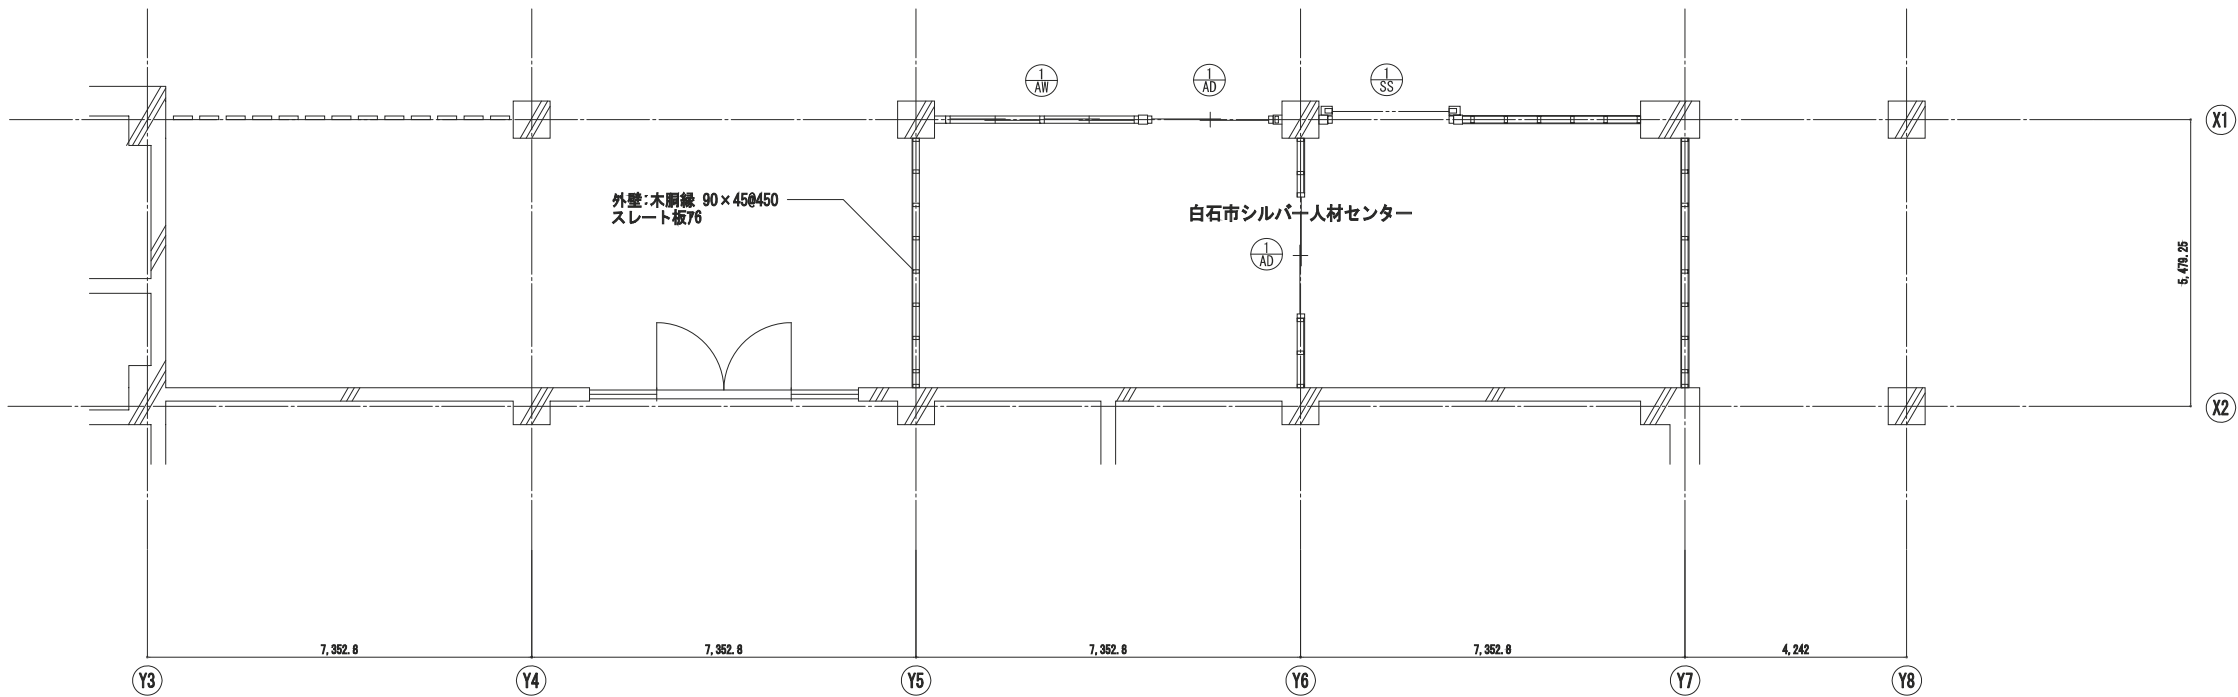 1
AW
1
AD
1
SS
X1
外壁:木胴縁 90×45@450
スレート板76
白石市シルバー人材センター
1
AD
5,479.25
X2
7,352.8
7,352.8
7,352.8
7,352.8
4,242
Y3
Y4
Y5
Y6
Y7
Y8